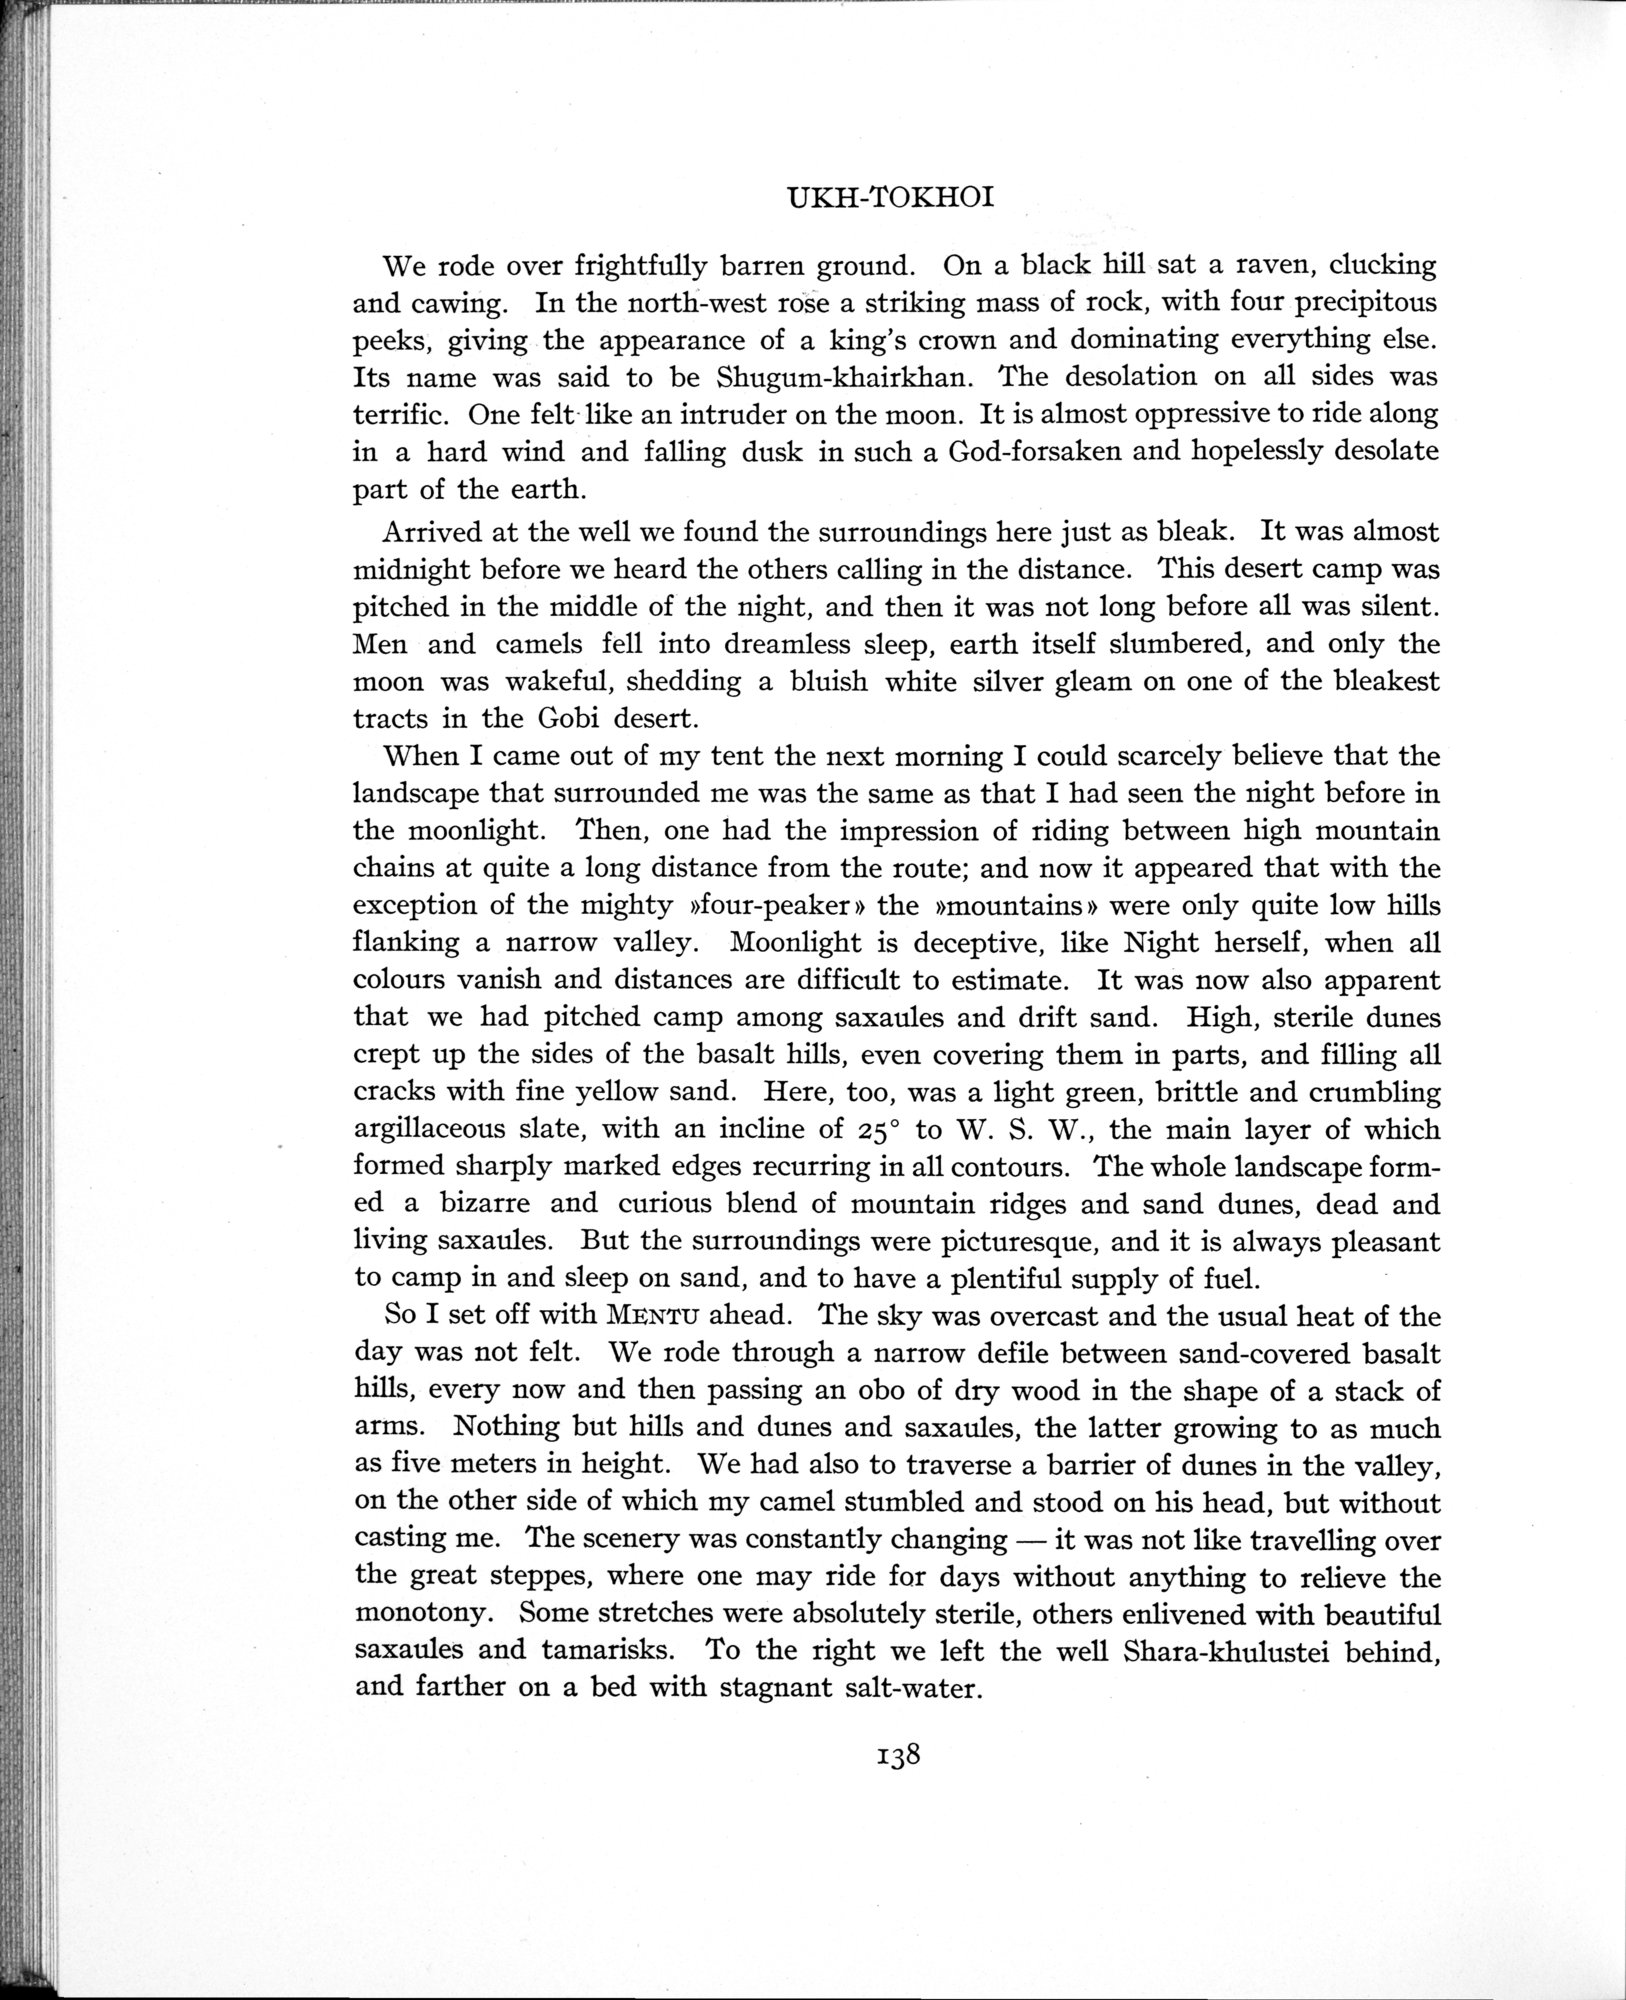 UKH-TOKHOI
We rode over frightfully barren ground. On a black hill sat a raven, clucking
and cawing. In the north-west rose a striking mass of rock, with four precipitous
peeks, giving the appearance of a king's crown and dominating everything else.
Its name was said to be Shugum-khairkhan. The desolation on all sides was
terrific. One felt like an intruder on the moon. It is almost oppressive to ride along
in a hard wind and falling dusk in such a God-forsaken and hopelessly desolate
part of the earth.
Arrived at the well we found the surroundings here just as bleak. It was almost
midnight before we heard the others calling in the distance. This desert camp was
pitched in the middle of the night, and then it was not long before all was silent.
Men and camels fell into dreamless sleep, earth itself slumbered, and only the
moon was wakeful, shedding a bluish white silver gleam on one of the bleakest
tracts in the Gobi desert.
When I came out of my tent the next morning I could scarcely believe that the
landscape that surrounded me was the same as that I had seen the night before in
the moonlight. Then, one had the impression of riding between high mountain
chains at quite a long distance from the route; and now it appeared that with the
exception of the mighty »four-peaker» the »mountains» were only quite low hills
flanking a narrow valley. Moonlight is deceptive, like Night herself, when all
colours vanish and distances are difficult to estimate. It was now also apparent
that we had pitched camp among saxaules and drift sand. High, sterile dunes
crept up the sides of the basalt hills, even covering them in parts, and filling all
cracks with fine yellow sand. Here, too, was a light green, brittle and crumbling
argillaceous slate, with an incline of 25° to W. S. W., the main layer of which
formed sharply marked edges recurring in all contours. The whole landscape form-
ed a bizarre and curious blend of mountain ridges and sand dunes, dead and
living saxaules. But the surroundings were picturesque, and it is always pleasant
to camp in and sleep on sand, and to have a plentiful supply of fuel.
So I set off with MENTU ahead. The sky was overcast and the usual heat of the
day was not felt. We rode through a narrow defile between sand-covered basalt
hills, every now and then passing an obo of dry wood in the shape of a stack of
arms. Nothing but hills and dunes and saxaules, the latter growing to as much
as five meters in height. We had also to traverse a barrier of dunes in the valley,
on the other side of which my camel stumbled and stood on his head, but without
casting me. The scenery was constantly changing — it was not like travelling over
the great steppes, where one may ride for days without anything to relieve the
monotony. Some stretches were absolutely sterile, others enlivened with beautiful
saxaules and tamarisks. To the right we left the well Shara-khulustei behind,
and farther on a bed with stagnant salt-water.
138